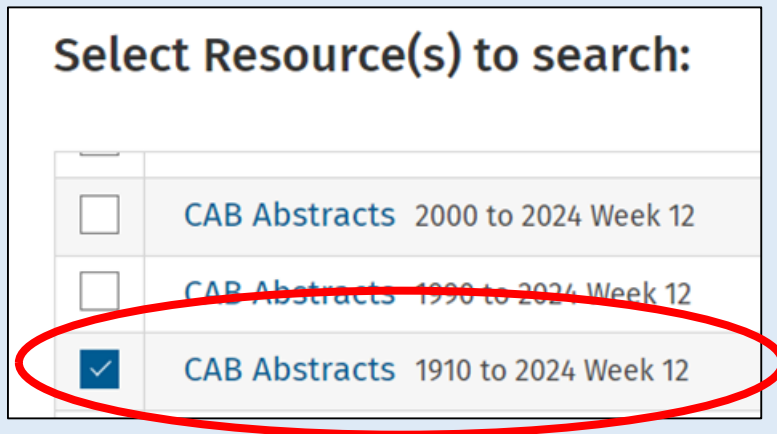 Select Resource(s) to search:
CAB Abstracts 2000 to 2024 Week 12
CAB Abstracts 1990 to 2024 Week 12
CAB Abstracts 1910 to 2024 Week 12